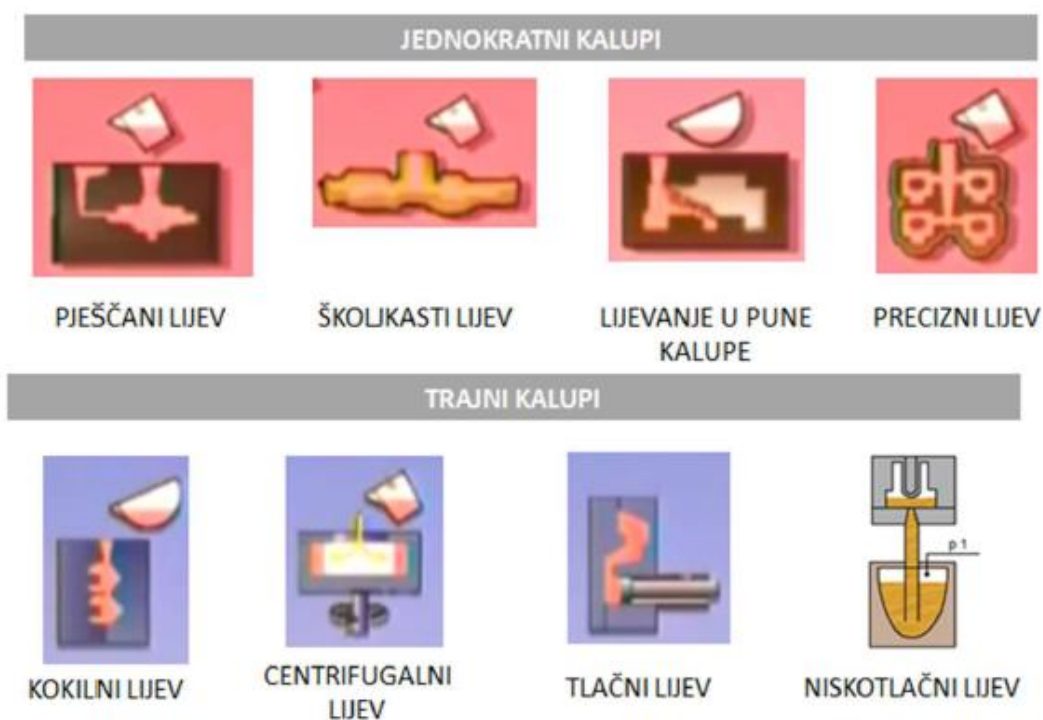 JEDNOKRATNI KALUPI
PJEŠČANI LIJEV
ŠKOLJKASTI LIJEV
LIJEVANJE U PUNE
KALUPE
PRECIZNI LIJEV
TRAJNI KALUPI
p 1
KOKILNI LIJEV
CENTRIFUGALNI
LIJEV
TLAČNI LIJEV
NISKOTLAČNI LIJEV